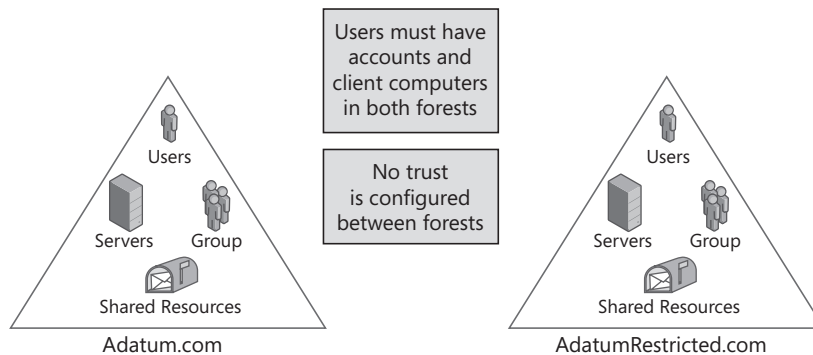 Users must have
accounts and
client computers
in both forests
No trust
is configured
between forests
Users
Servers Group
Shared Resources
Adatum.com
Users
Servers Group
Shared Resources
AdatumRestricted.com